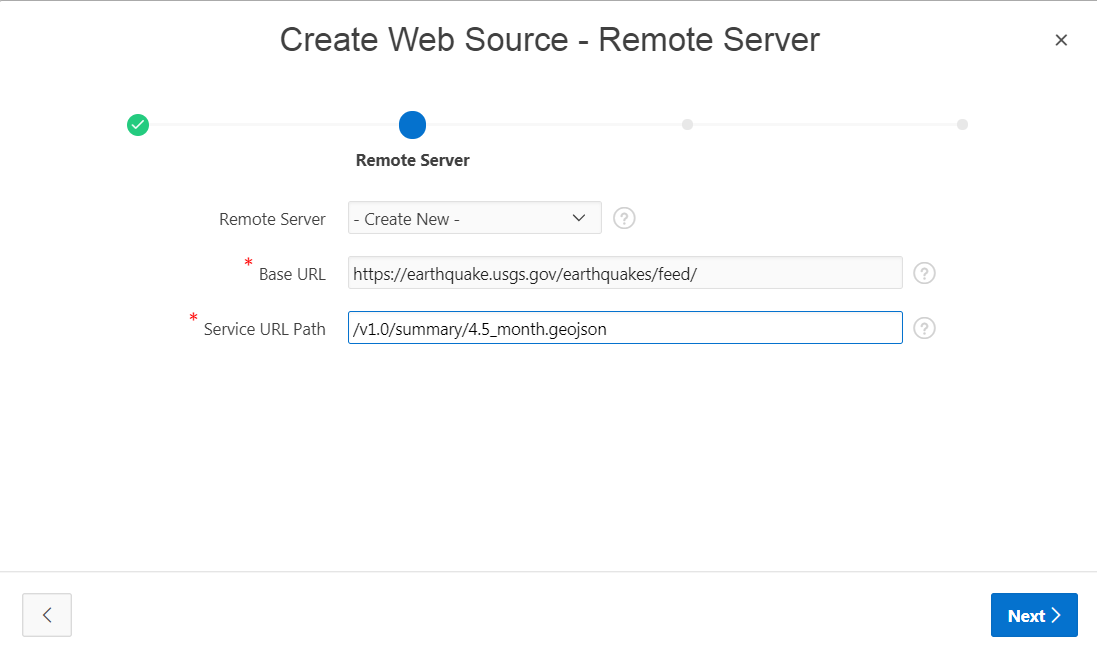 Create Web Source - Remote Server
Remote Server
Remote Server - Create New - ?
* Base URL https://earthquake.usgs.gov/earthquakes/feed/ ?
* Service URL Path /v1.0/summary/4.5_month.geojson ?
Next